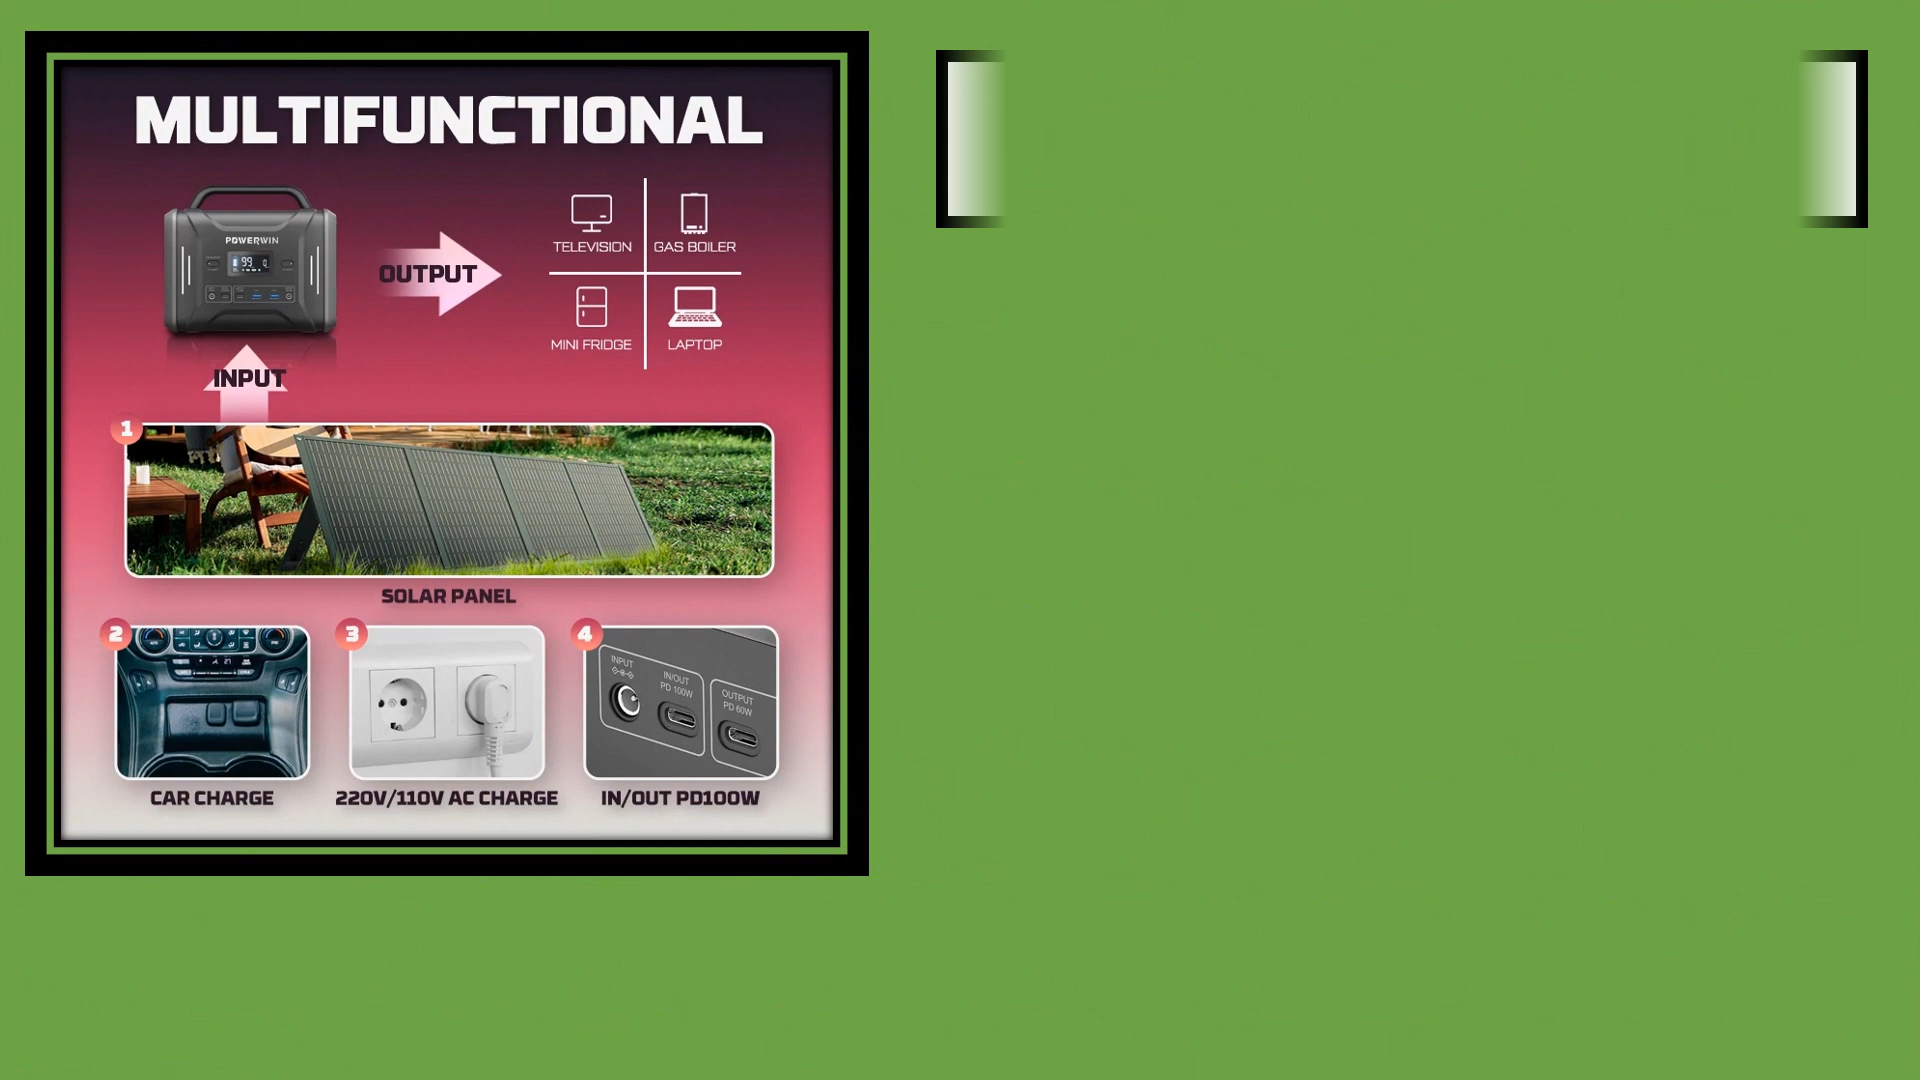 MULTIFUNCTIONAL
POWERWIN
99
OUTPUT
TELEVISION
GAS BOILER
MINI FRIDGE
LAPTOP
INPUT
1
SOLAR PANEL
2
3
4
INPUT
IN/OUT
PD 100W
OUTPUT
PD 60W
CAR CHARGE
220V/110V AC CHARGE
IN/OUT PD100W